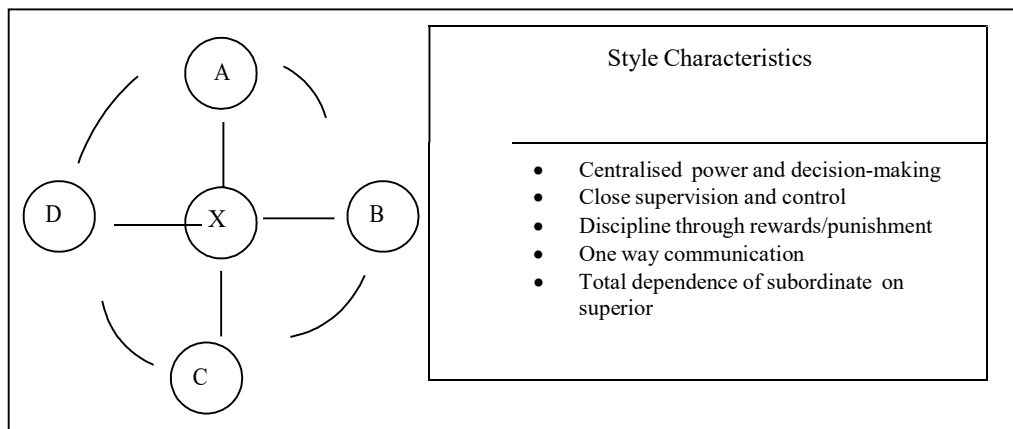 A
D
X
B
C
Style Characteristics
• Centralised power and decision-making
• Close supervision and control
• Discipline through rewards/punishment
• One way communication
• Total dependence of subordinate on
superior